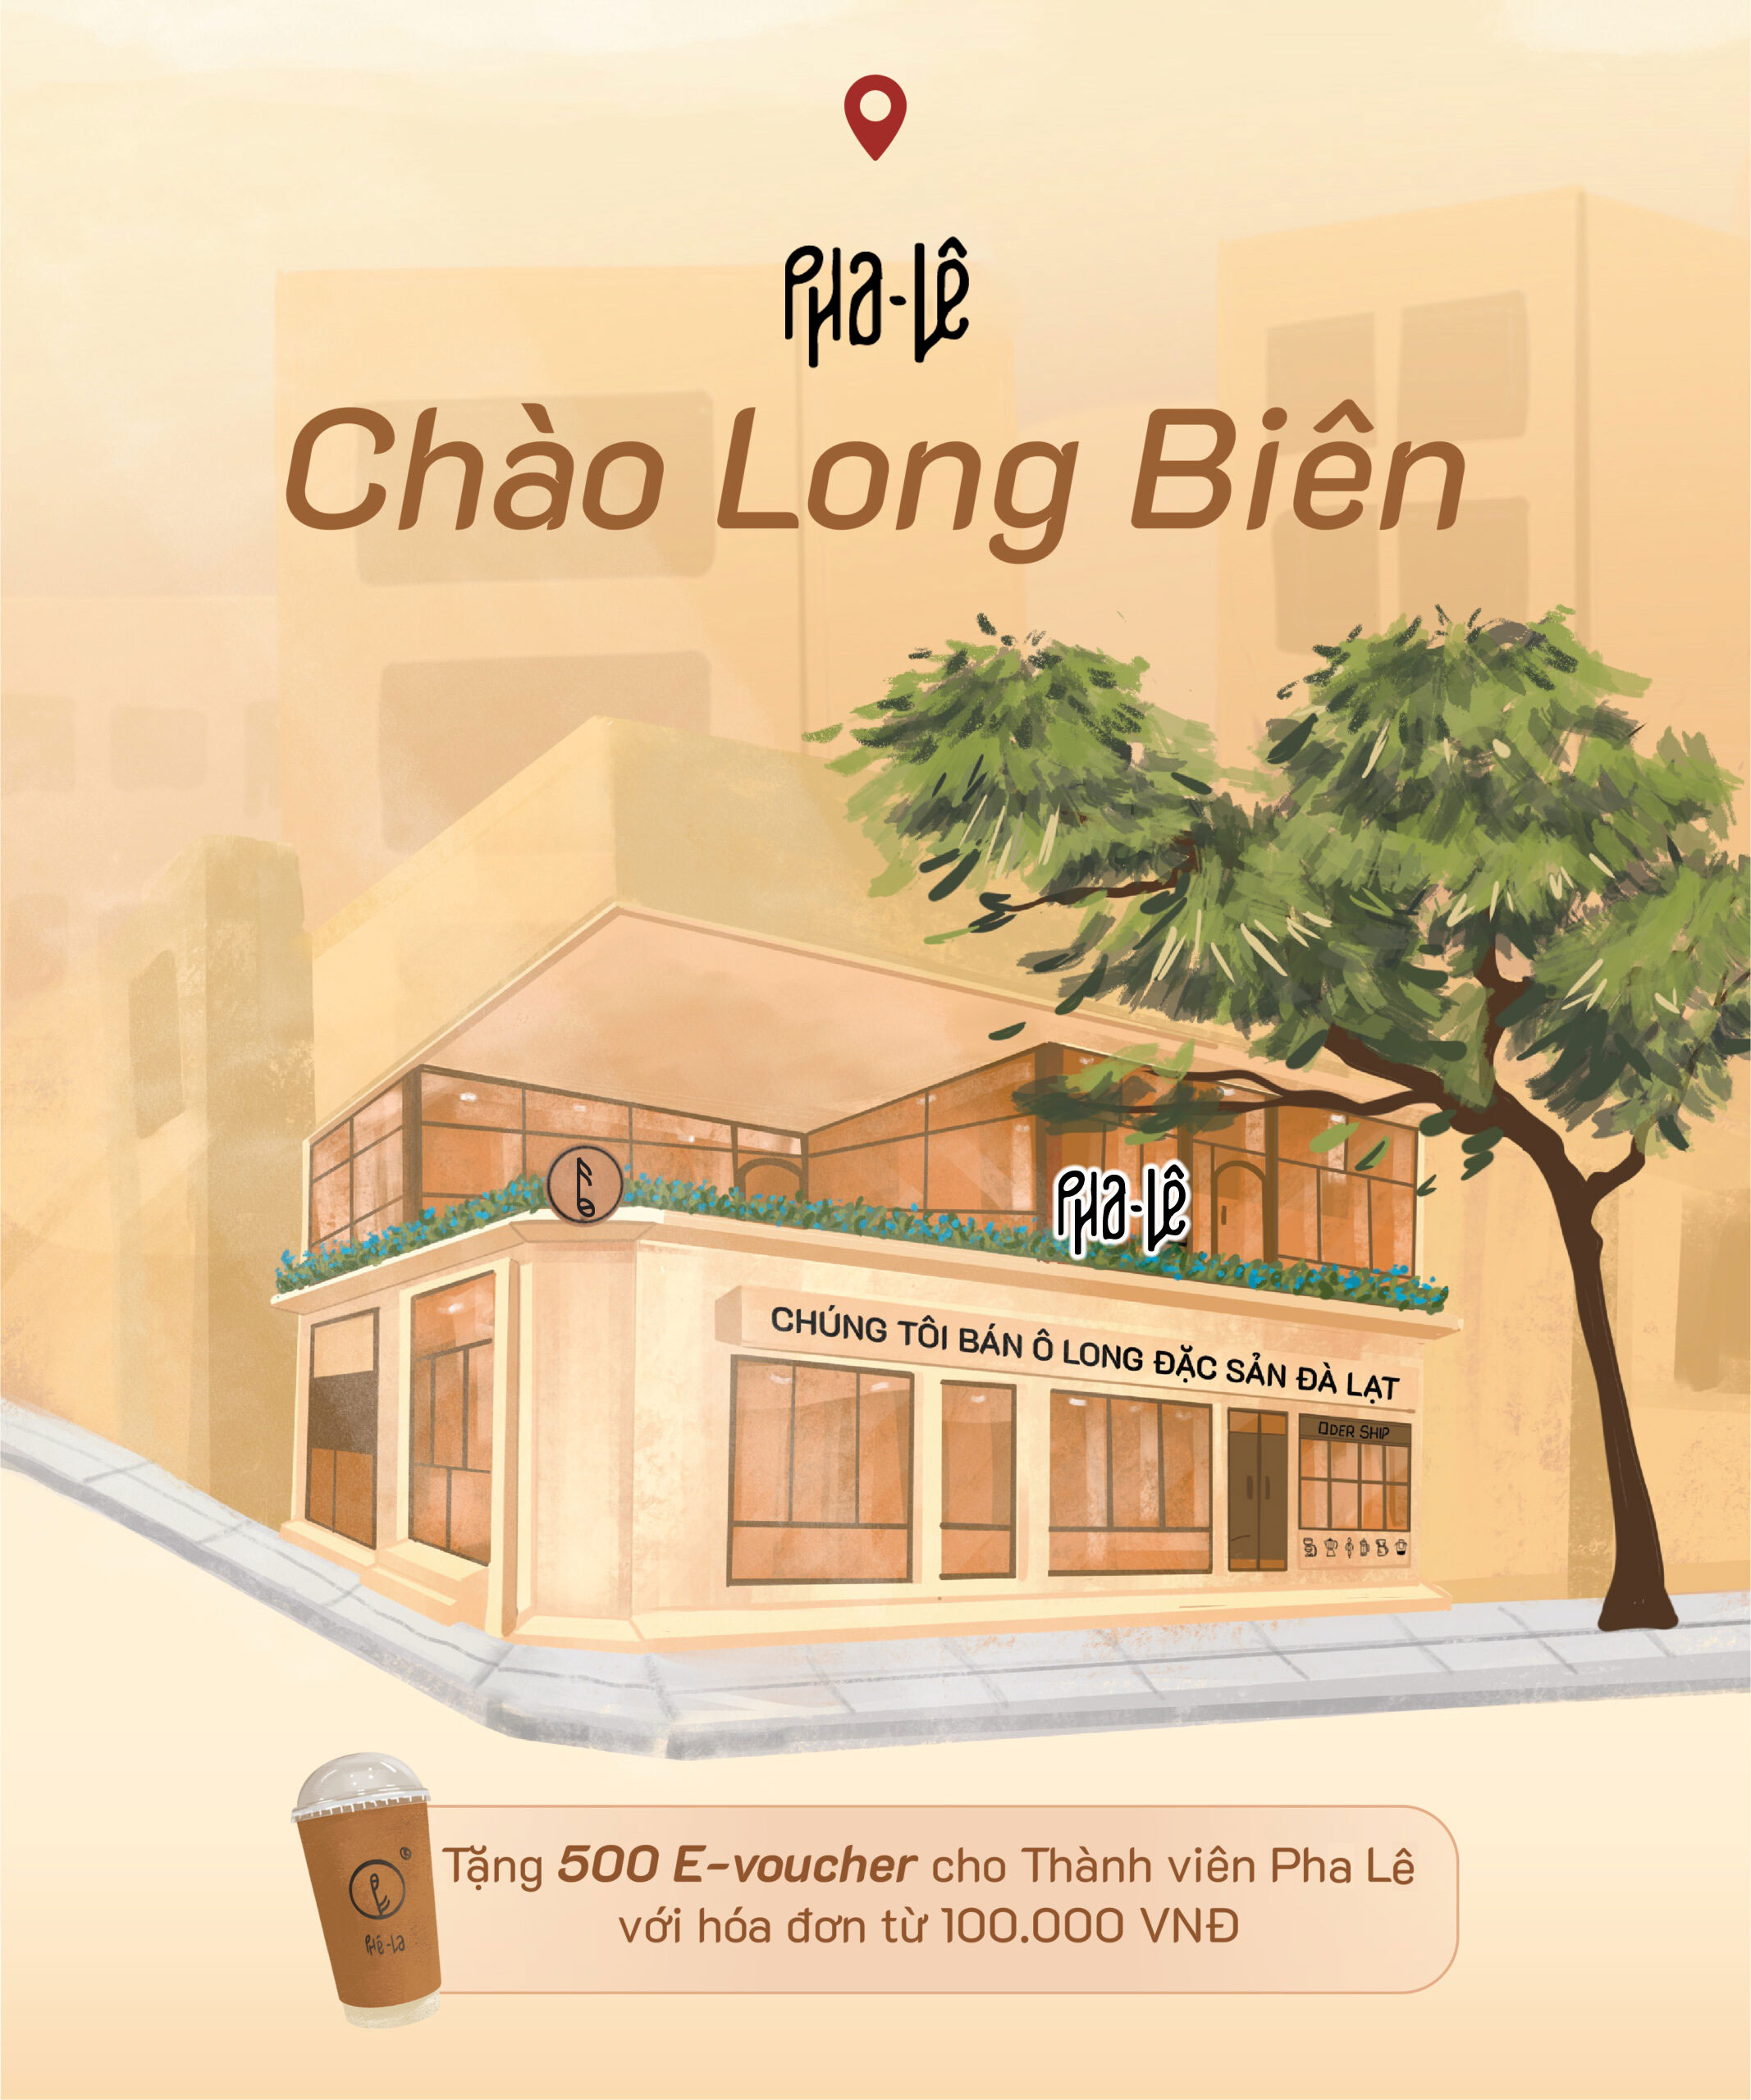 Pha-Lê
Chào Long Biên
Pha-Lê
CHÚNG TÔI BÁN Ô LONG ĐẶC SẢN ĐÀ LẠT
ODER SHIP
Tặng 500 E-voucher cho Thành viên Pha Lê
với hóa đơn từ 100.000 VNĐ
®
Phê-La